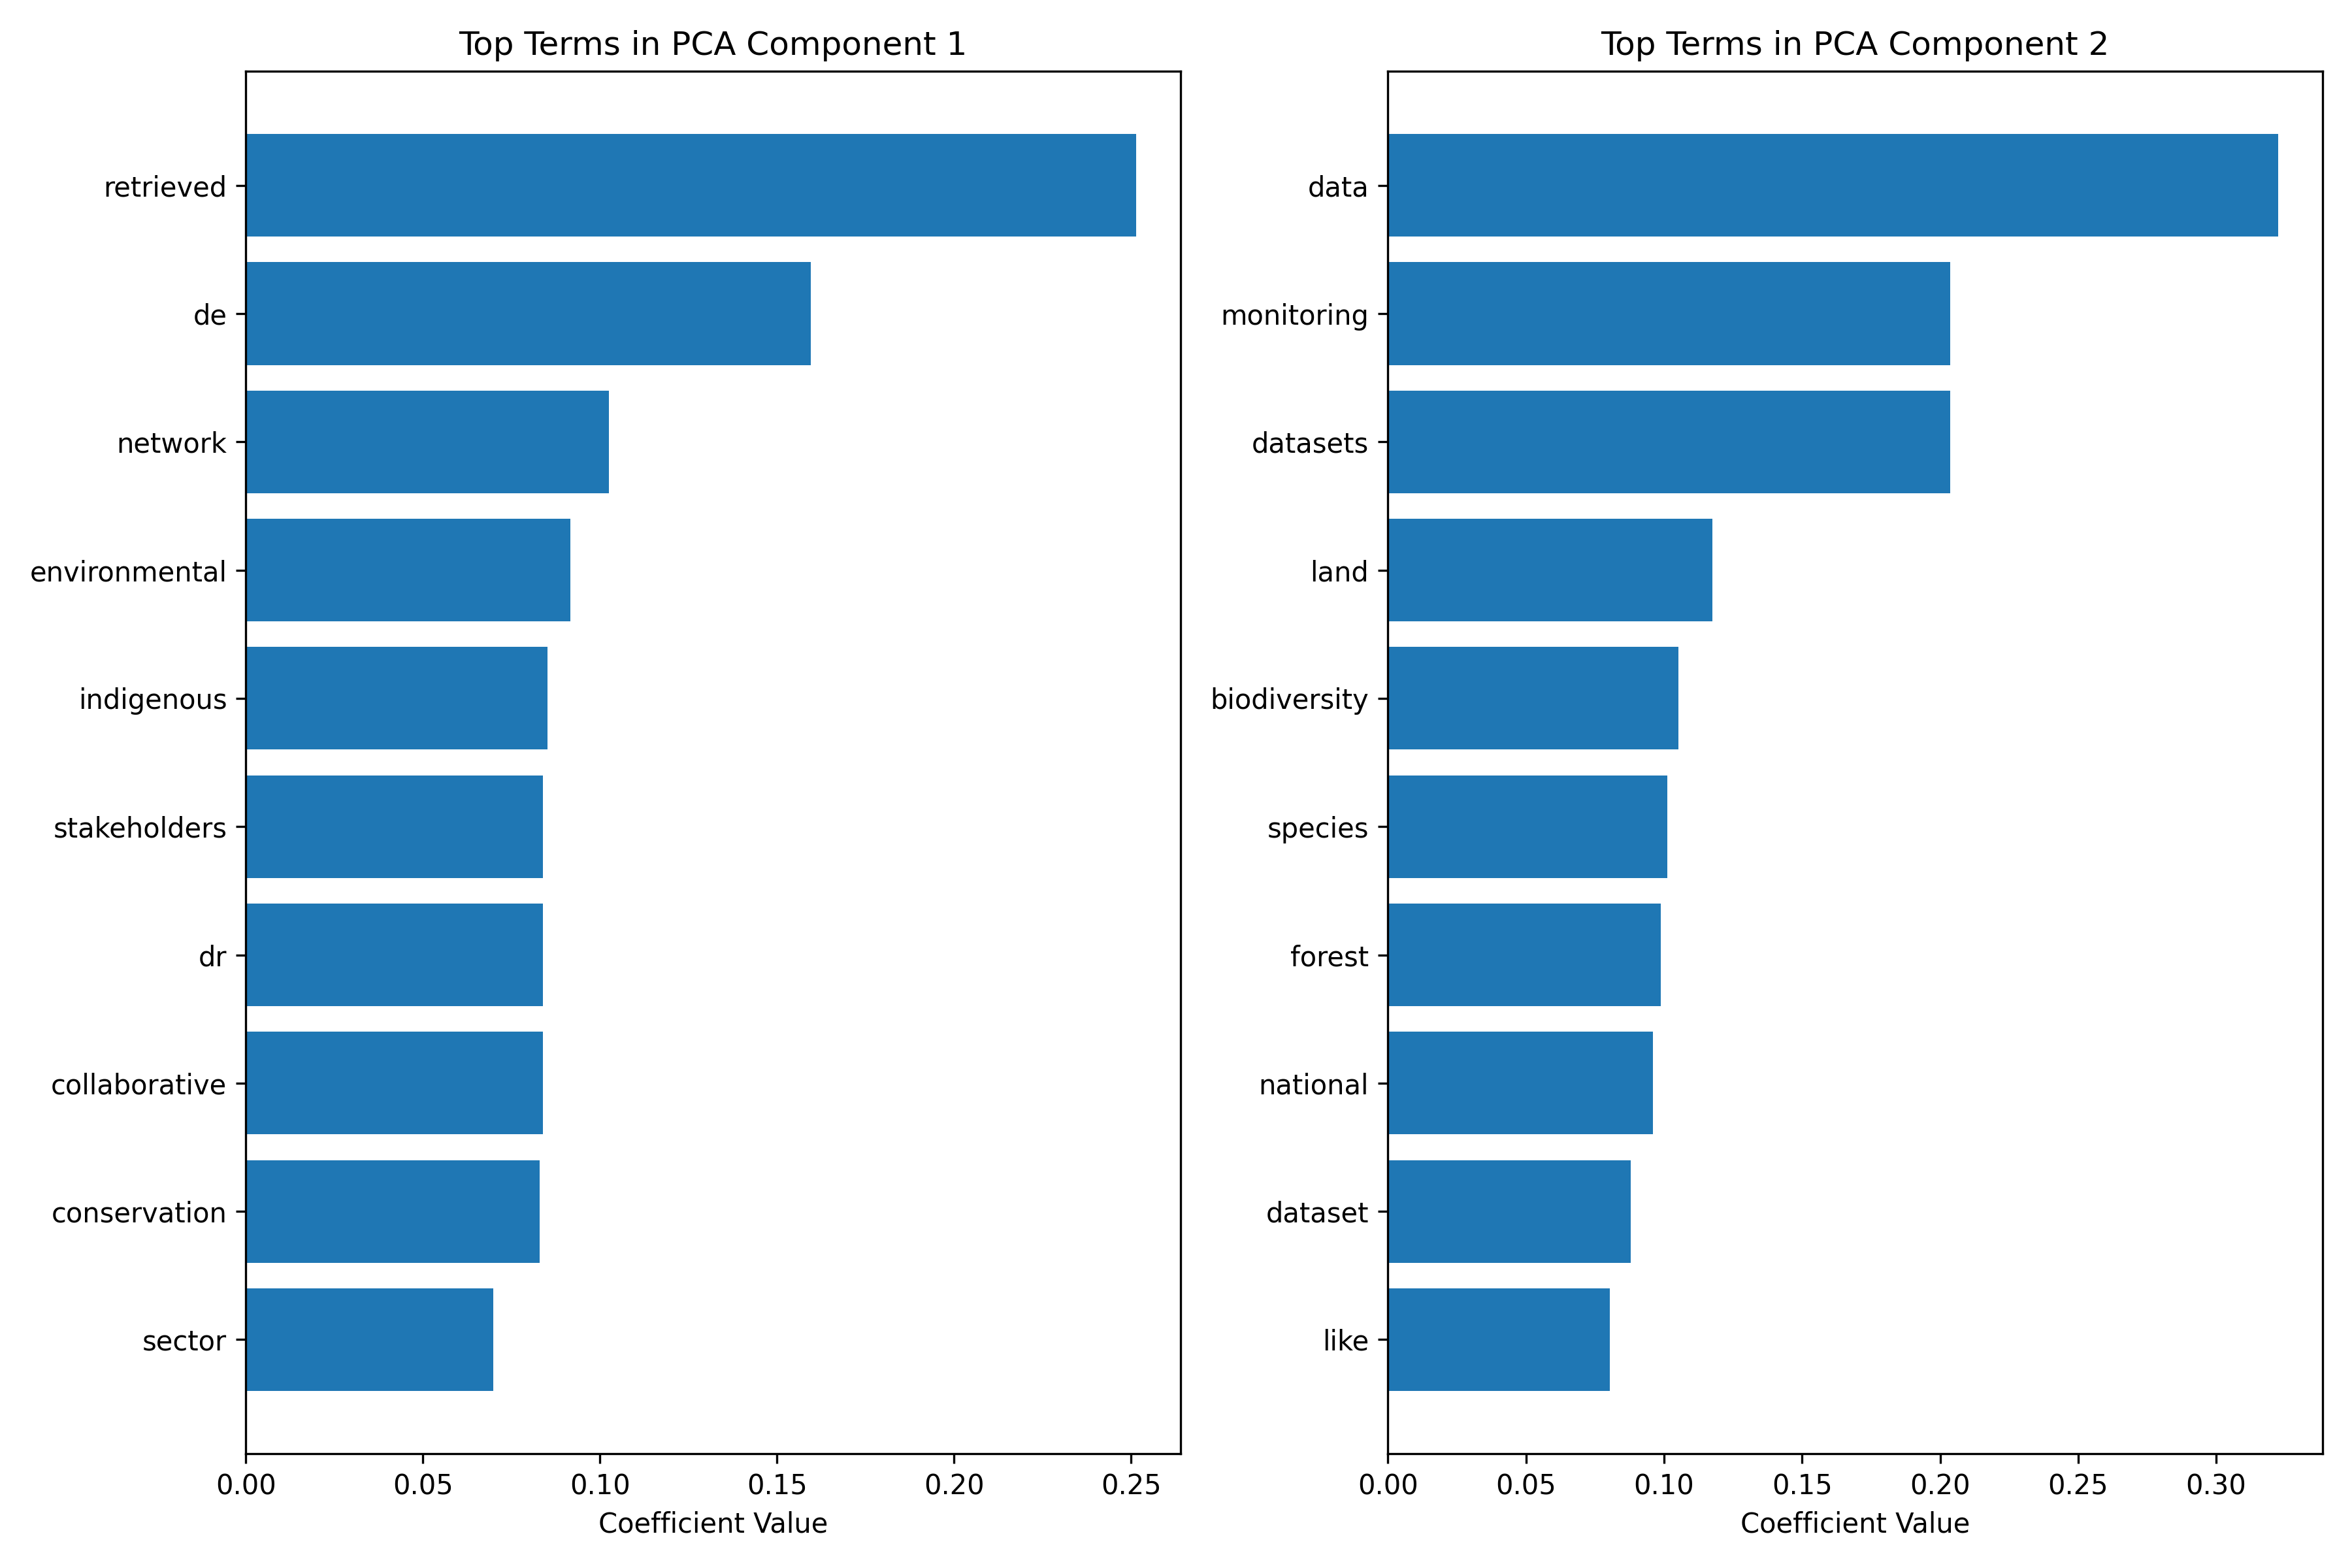 Top Terms in PCA Component 1
retrieved
de
network
environmental
indigenous
stakeholders
dr
collaborative
conservation
sector
0.00 0.05 0.10 0.15 0.20 0.25
Coefficient Value
Top Terms in PCA Component 2
data
monitoring
datasets
land
biodiversity
species
forest
national
dataset
like
0.00 0.05 0.10 0.15 0.20 0.25 0.30
Coefficient Value